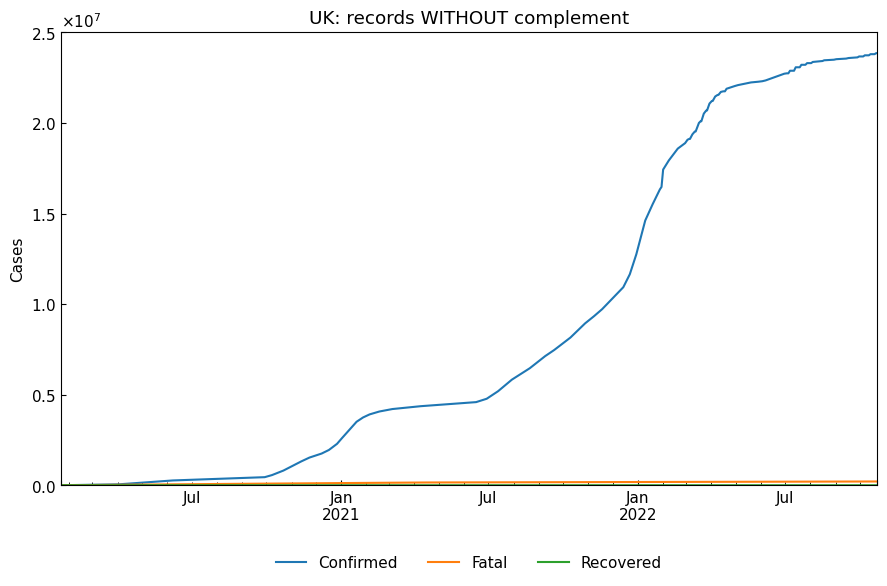 UK: records WITHOUT complement
×10⁷
2.5
2.0
1.5
1.0
0.5
0.0
Cases
Jul
Jan
2021
Jul
Jan
2022
Jul
Confirmed
Fatal
Recovered